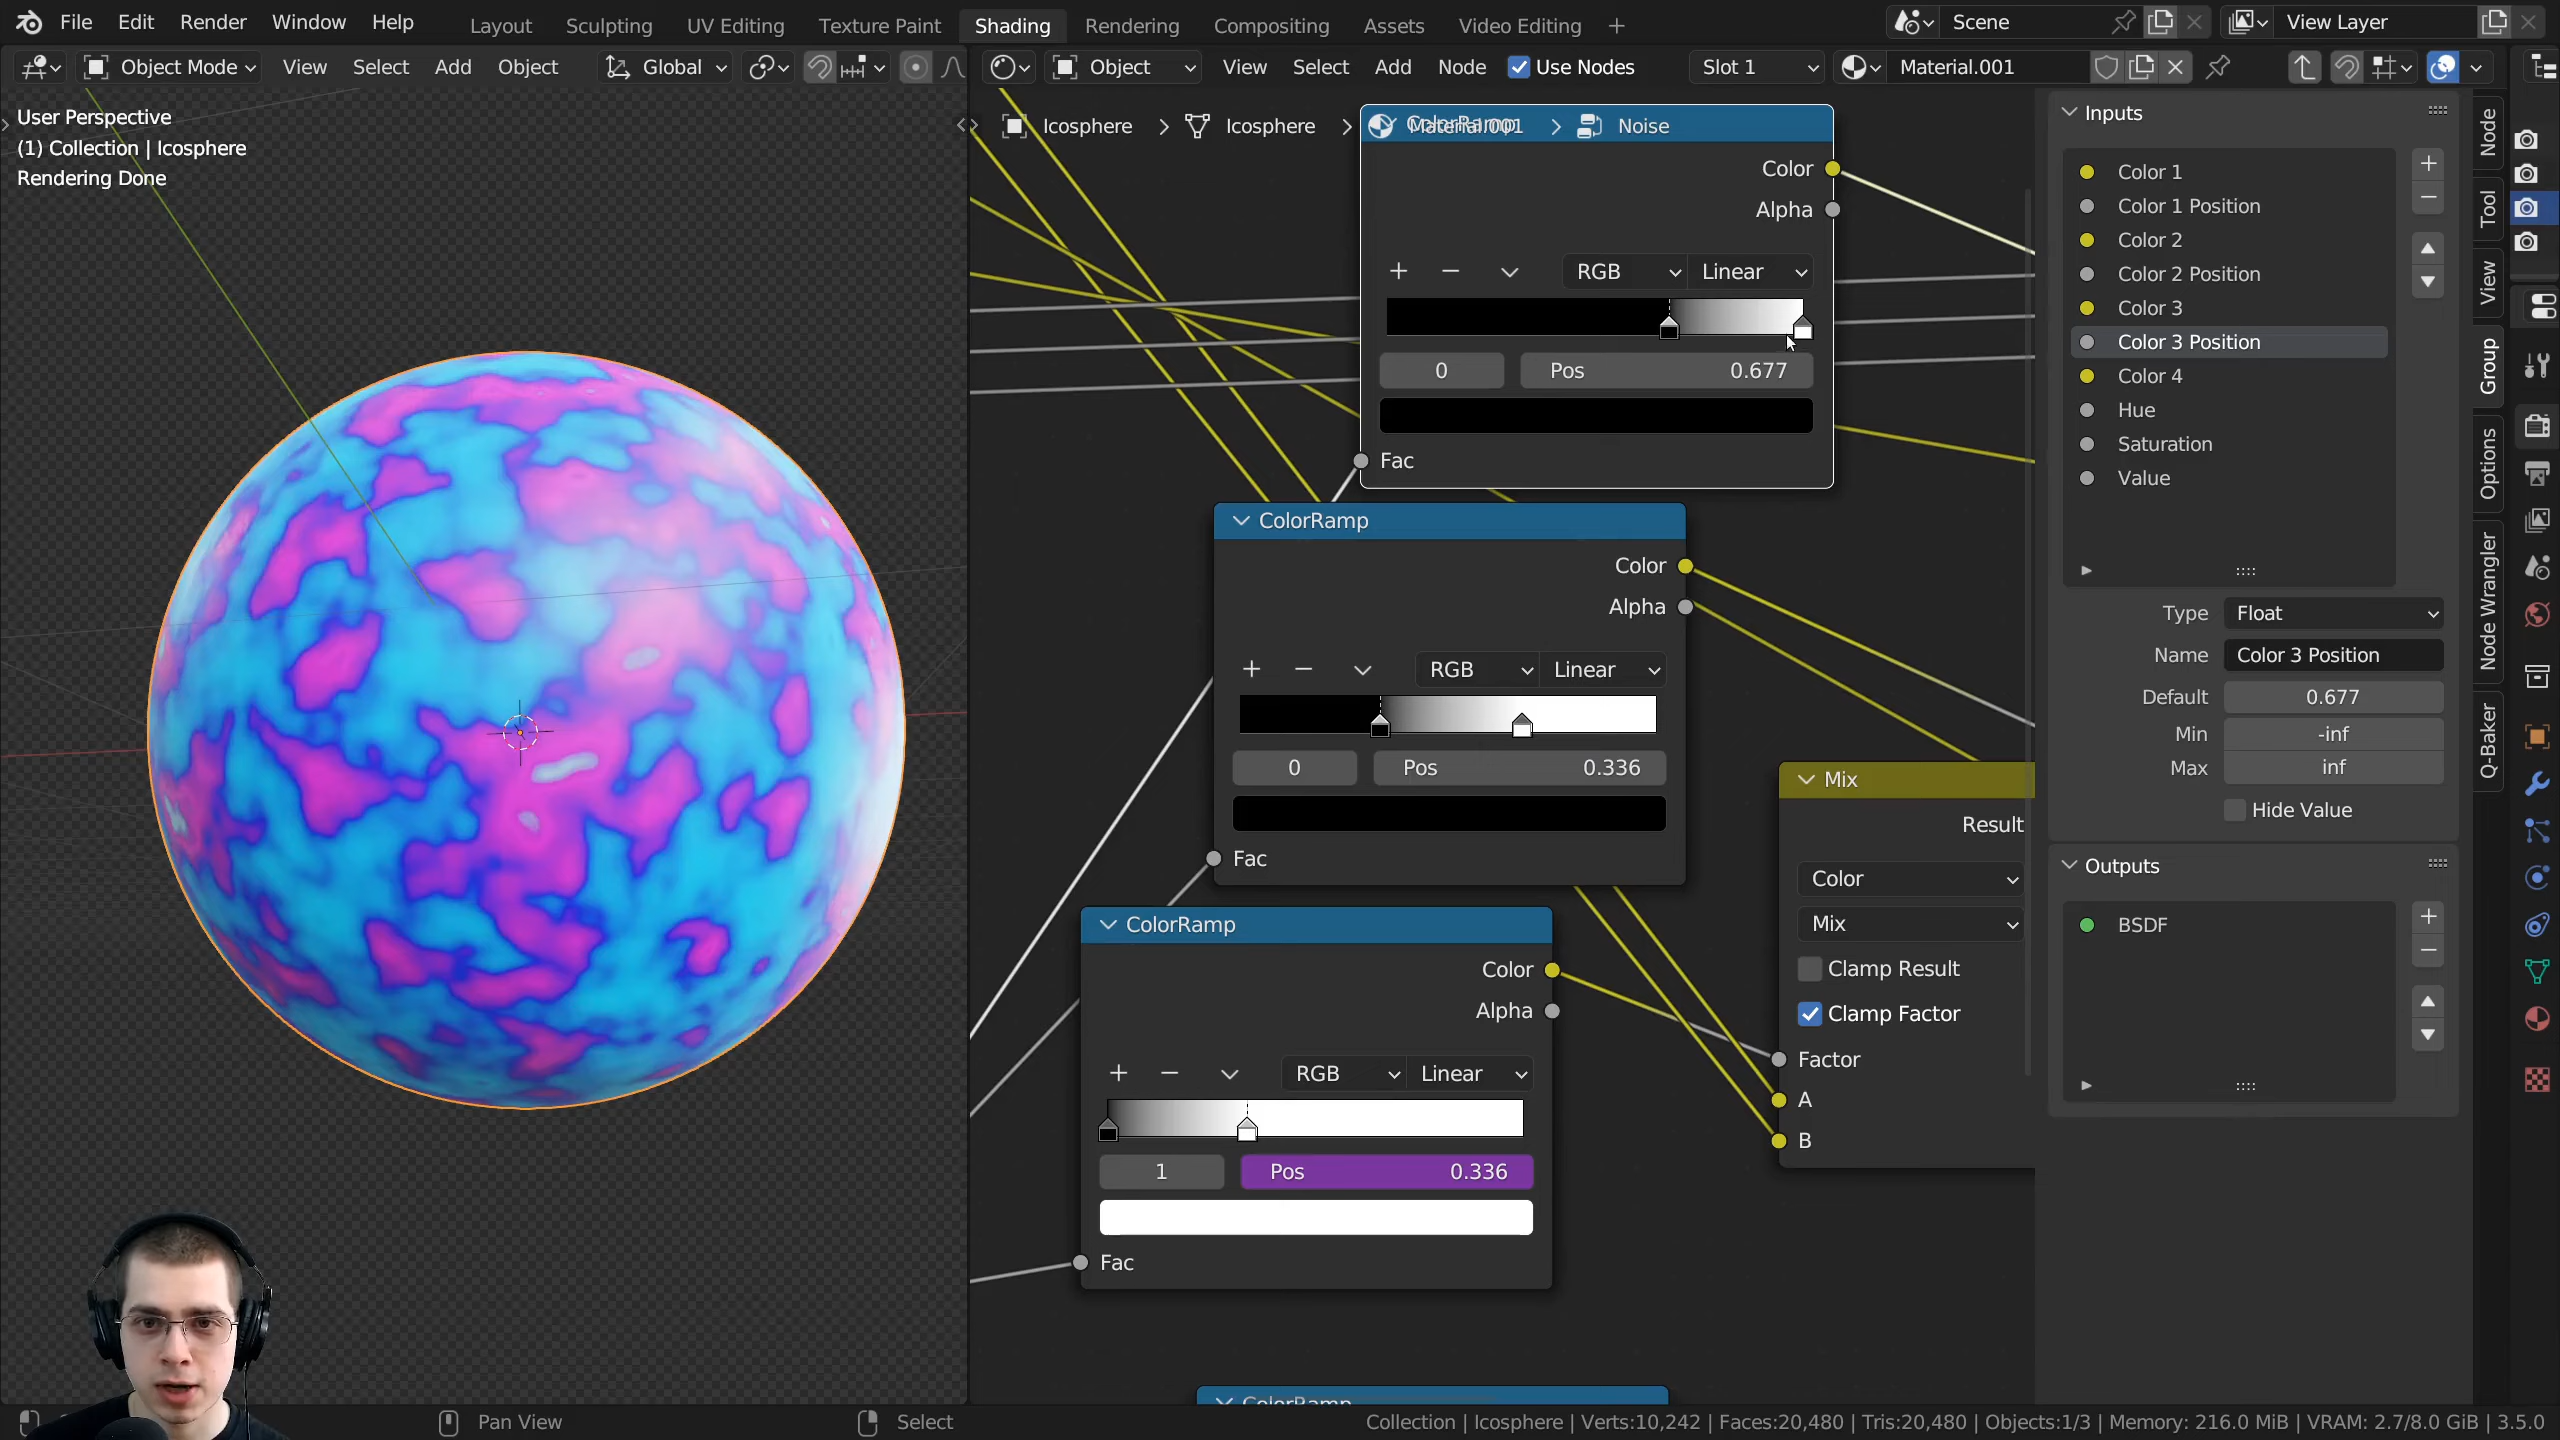 File Edit Render Window Help Layout Sculpting UV Editing Texture Paint Shading Rendering Compositing Assets Video Editing + Scene View Layer
Object Mode View Select Add Object Global Object View Select Add Node Use Nodes Slot 1 Material.001
User Perspective
(1) Collection | Icosphere
Rendering Done
Icosphere > Icosphere > Material.001 > Noise
ColorRamp
Color
Alpha
RGB Linear
0 Pos 0.677
Fac
ColorRamp
Color
Alpha
RGB Linear
0 Pos 0.336
Fac
ColorRamp
Color
Alpha
RGB Linear
1 Pos 0.336
Fac
ColorRamp
Mix
Result
Color
Mix
Clamp Result
Clamp Factor
Factor
A
B
Inputs
Color 1
Color 1 Position
Color 2
Color 2 Position
Color 3
Color 3 Position
Color 4
Hue
Saturation
Value
Type Float
Name Color 3 Position
Default 0.677
Min -inf
Max inf
Hide Value
Outputs
BSDF
Node
Tool
View
Group
Options
Node Wrangler
Q-Baker
Pan View Select Collection | Icosphere | Verts:10,242 | Faces:20,480 | Tris:20,480 | Objects:1/3 | Memory: 216.0 MiB | VRAM: 2.7/8.0 GiB | 3.5.0